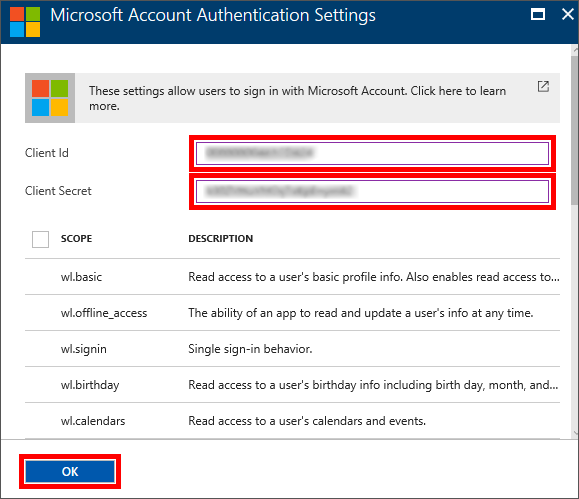 Microsoft Account Authentication Settings
These settings allow users to sign in with Microsoft Account. Click here to learn
more.
Client Id
Client Secret
SCOPE DESCRIPTION
wl.basic Read access to a user's basic profile info. Also enables read access to...
wl.offline_access The ability of an app to read and update a user's info at any time.
wl.signin Single sign-in behavior.
wl.birthday Read access to a user's birthday info including birth day, month, and...
wl.calendars Read access to a user's calendars and events.
OK